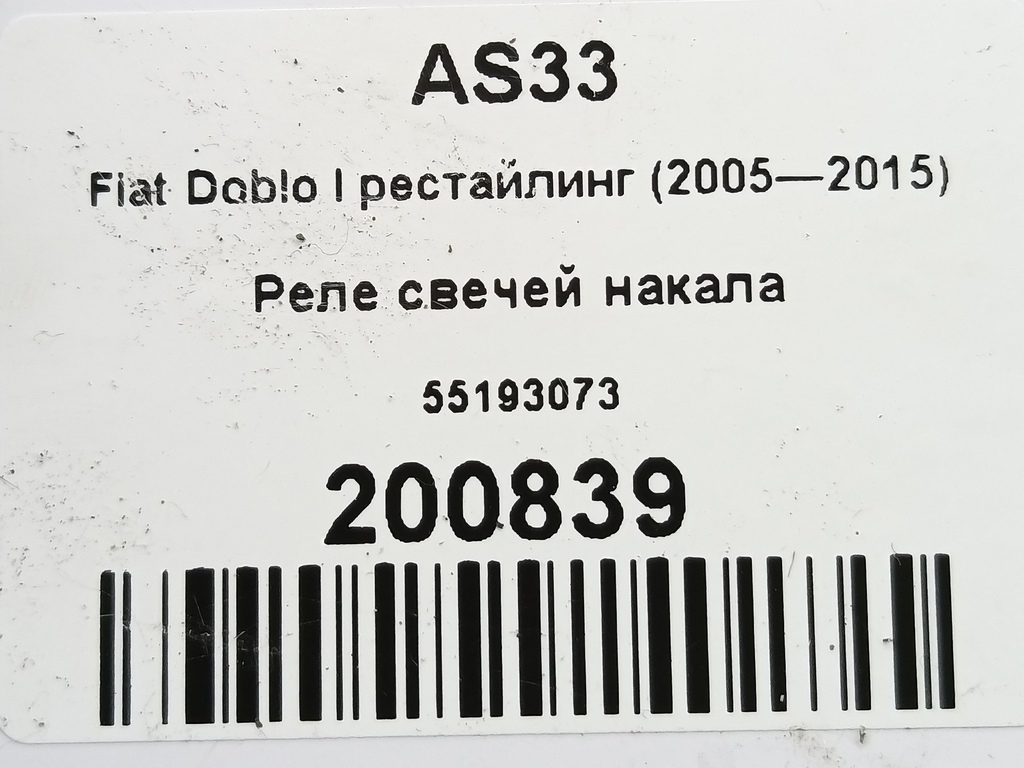 AS33
Fiat Doblo I рестайлинг (2005—2015)
Реле свечей накала
55193073
200839